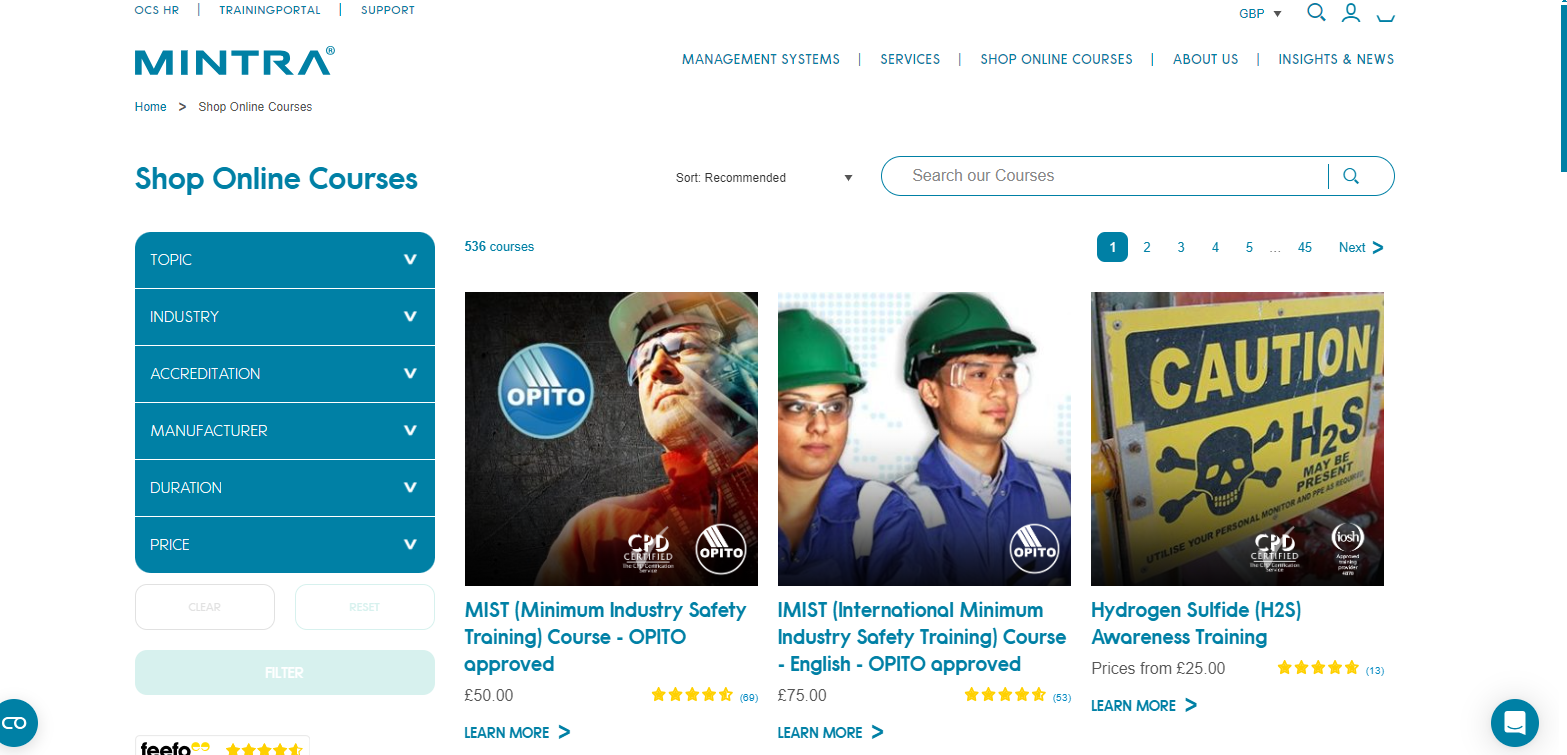 OCS HR | TRAININGPORTAL | SUPPORT
GBP
MINTRA®
MANAGEMENT SYSTEMS | SERVICES | SHOP ONLINE COURSES | ABOUT US | INSIGHTS & NEWS
Home > Shop Online Courses
Shop Online Courses
Sort: Recommended
Search our Courses
TOPIC
INDUSTRY
ACCREDITATION
MANUFACTURER
DURATION
PRICE
CLEAR
RESET
FILTER
feefo
536 courses
1 2 3 4 5 ... 45 Next >
OPITO
CPD
CERTIFIED
The CPD Certification
Service
OPITO
MIST (Minimum Industry Safety
Training) Course - OPITO
approved
£50.00
(69)
LEARN MORE >
OPITO
IMIST (International Minimum
Industry Safety Training) Course
- English - OPITO approved
£75.00
(53)
LEARN MORE >
CAUTION
H2S
MAY BE
PRESENT
UTILISE YOUR PERSONAL MONITOR AND PPE AS REQUIRED
CPD
CERTIFIED
The CPD Certification
Service
iosh
Approved
training
provider
Hydrogen Sulfide (H2S)
Awareness Training
Prices from £25.00
(13)
LEARN MORE >